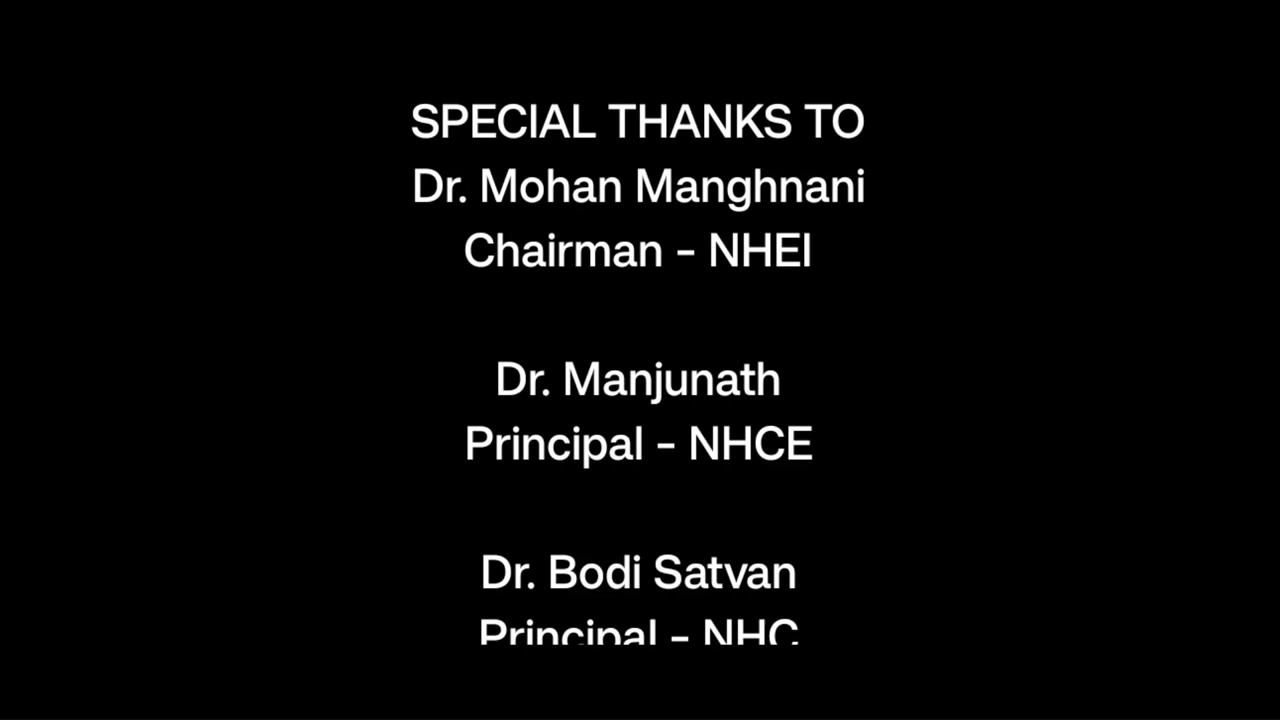 SPECIAL THANKS TO
Dr. Mohan Manghnani
Chairman - NHEI
Dr. Manjunath
Principal - NHCE
Dr. Bodi Satvan
Principal - NHC